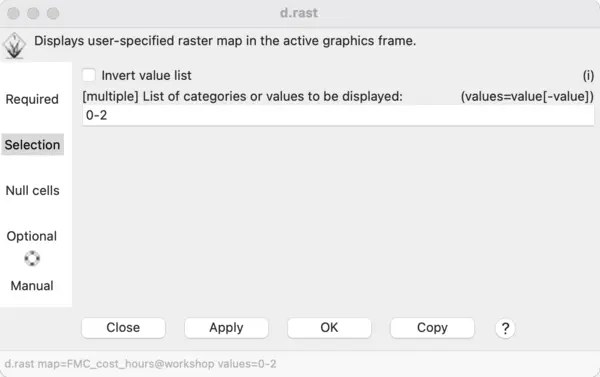 d.rast
Displays user-specified raster map in the active graphics frame.
Required
Selection
Null cells
Optional
Manual
Invert value list (i)
[multiple] List of categories or values to be displayed: (values=value[-value])
0-2
Close Apply OK Copy ?
d.rast map=FMC_cost_hours@workshop values=0-2